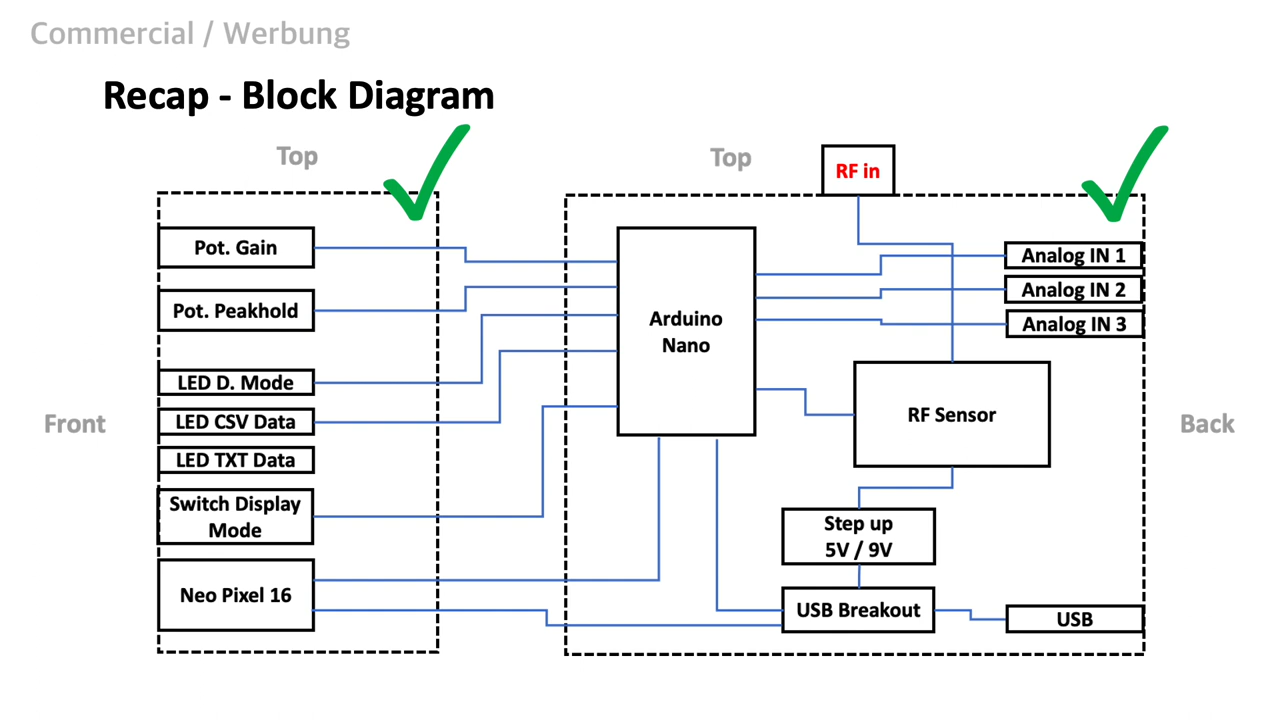 Commercial / Werbung
Recap - Block Diagram
Top
Top
RF in
Pot. Gain
Pot. Peakhold
LED D. Mode
LED CSV Data
LED TXT Data
Switch Display
Mode
Neo Pixel 16
Front
Arduino
Nano
Analog IN 1
Analog IN 2
Analog IN 3
RF Sensor
Step up
5V / 9V
USB Breakout
USB
Back